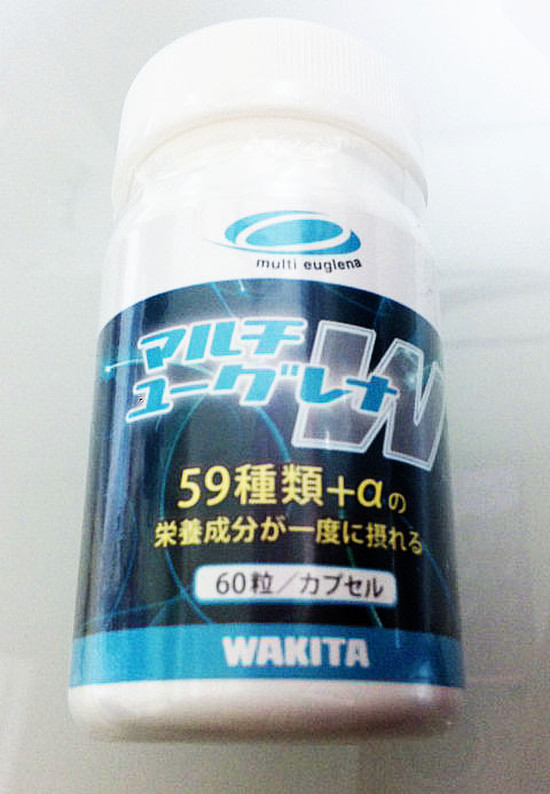 multi euglena
マルチ
ユーグレナ W
59種類+αの
栄養成分が一度に摂れる
60粒／カプセル
WAKITA